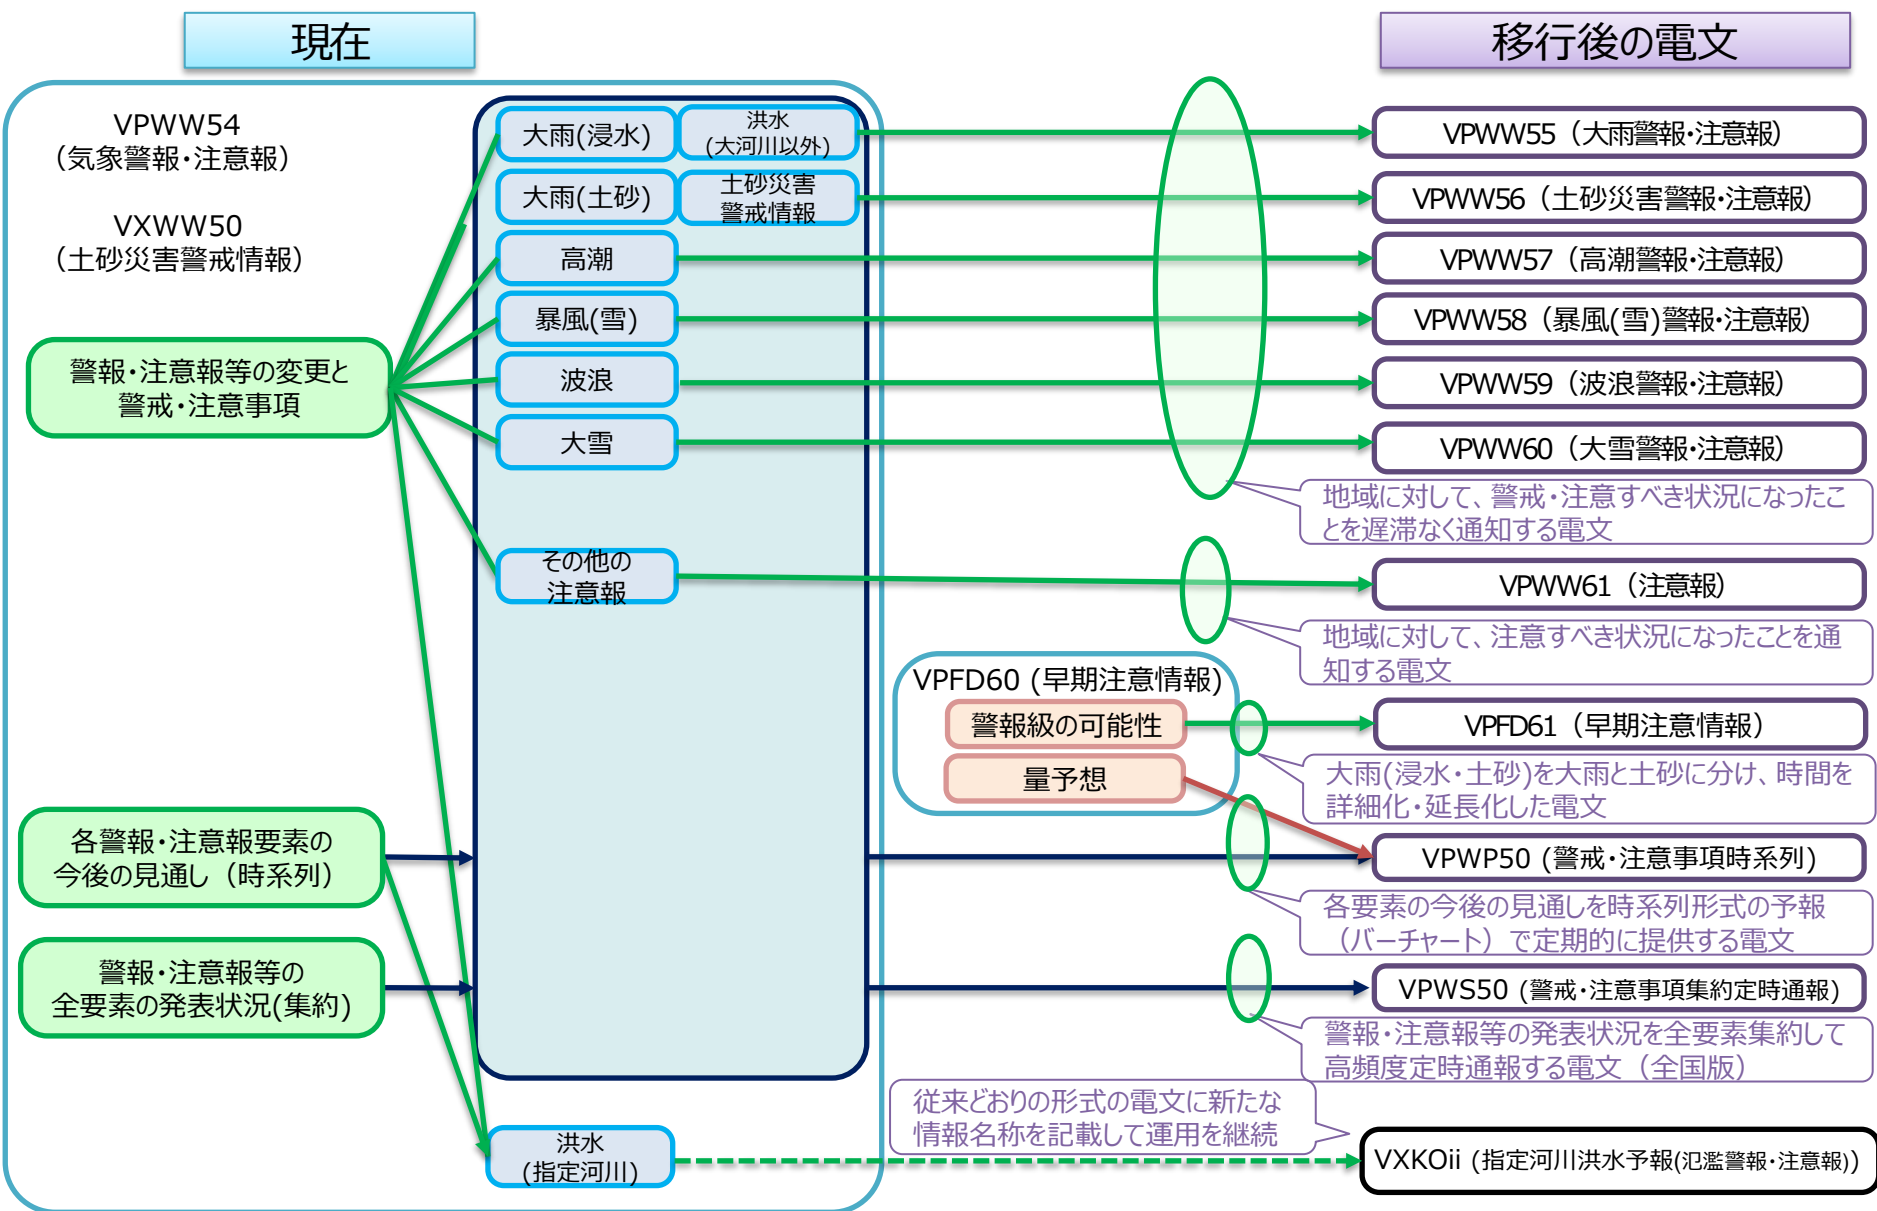 現在
移行後の電文
VPWW54
（気象警報・注意報）
VXWW50
（土砂災害警戒情報）
警報・注意報等の変更と
警戒・注意事項
各警報・注意報要素の
今後の見通し（時系列）
警報・注意報等の
全要素の発表状況(集約)
大雨(浸水)
洪水
(大河川以外)
大雨(土砂)
土砂災害
警戒情報
高潮
暴風(雪)
波浪
大雪
その他の
注意報
洪水
(指定河川)
VPFD60 (早期注意情報)
警報級の可能性
量予想
VPWW55（大雨警報・注意報）
VPWW56（土砂災害警報・注意報）
VPWW57（高潮警報・注意報）
VPWW58（暴風(雪)警報・注意報）
VPWW59（波浪警報・注意報）
VPWW60（大雪警報・注意報）
地域に対して、警戒・注意すべき状況になったこ
とを遅滞なく通知する電文
VPWW61（注意報）
地域に対して、注意すべき状況になったことを通
知する電文
VPFD61（早期注意情報）
大雨(浸水・土砂)を大雨と土砂に分け、時間を
詳細化・延長化した電文
VPWP50 (警戒・注意事項時系列)
各要素の今後の見通しを時系列形式の予報
（バーチャート）で定期的に提供する電文
VPWS50 (警戒・注意事項集約定時通報)
警報・注意報等の発表状況を全要素集約して
高頻度定時通報する電文（全国版）
従来どおりの形式の電文に新たな
情報名称を記載して運用を継続
VXKOii (指定河川洪水予報(氾濫警報・注意報))